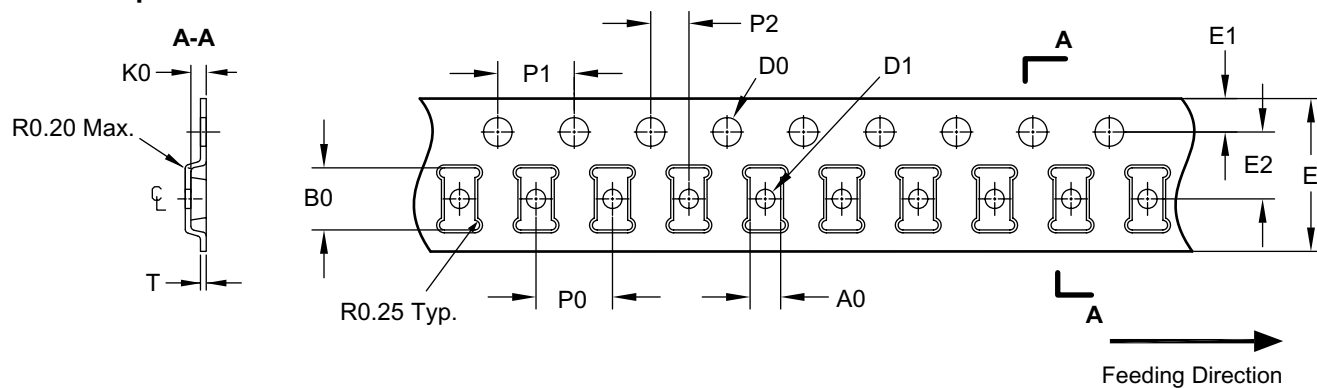 A-A
K0
R0.20 Max.
℄
T
B0
R0.25 Typ.
P1
P2
D0
D1
A
E1
E2
E
P0
A0
A
Feeding Direction